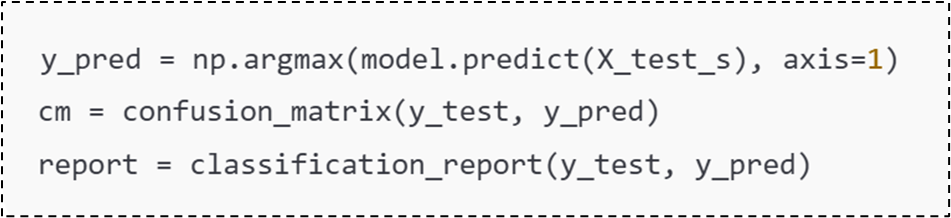 y_pred = np.argmax(model.predict(X_test_s), axis=1)
cm = confusion_matrix(y_test, y_pred)
report = classification_report(y_test, y_pred)